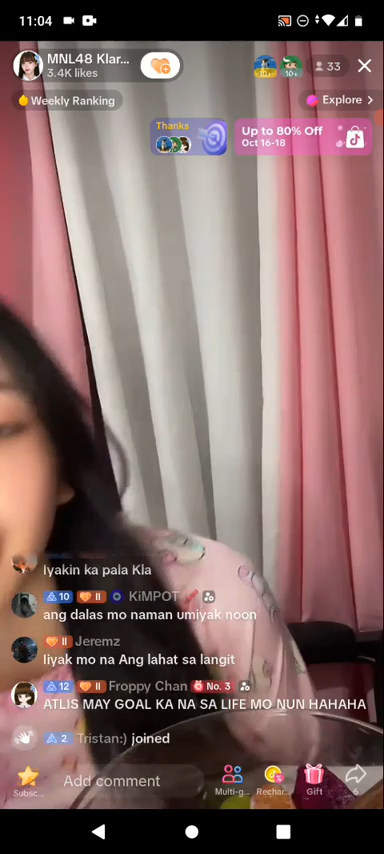 11:04
MNL48 Klar...
3.4K likes
10+
33
Weekly Ranking
Explore >
Thanks
Up to 80% Off
Oct 16-18
Iyakin ka pala Kla
10 II KiMPOT
ang dalas mo naman umiyak noon
II Jeremz
Iiyak mo na Ang lahat sa langit
12 II Froppy Chan No. 3
ATLIS MAY GOAL KA NA SA LIFE MO NUN HAHAHA
2 Tristan:) joined
Add comment
Subsc... Multi-g... Rechar... Gift 6